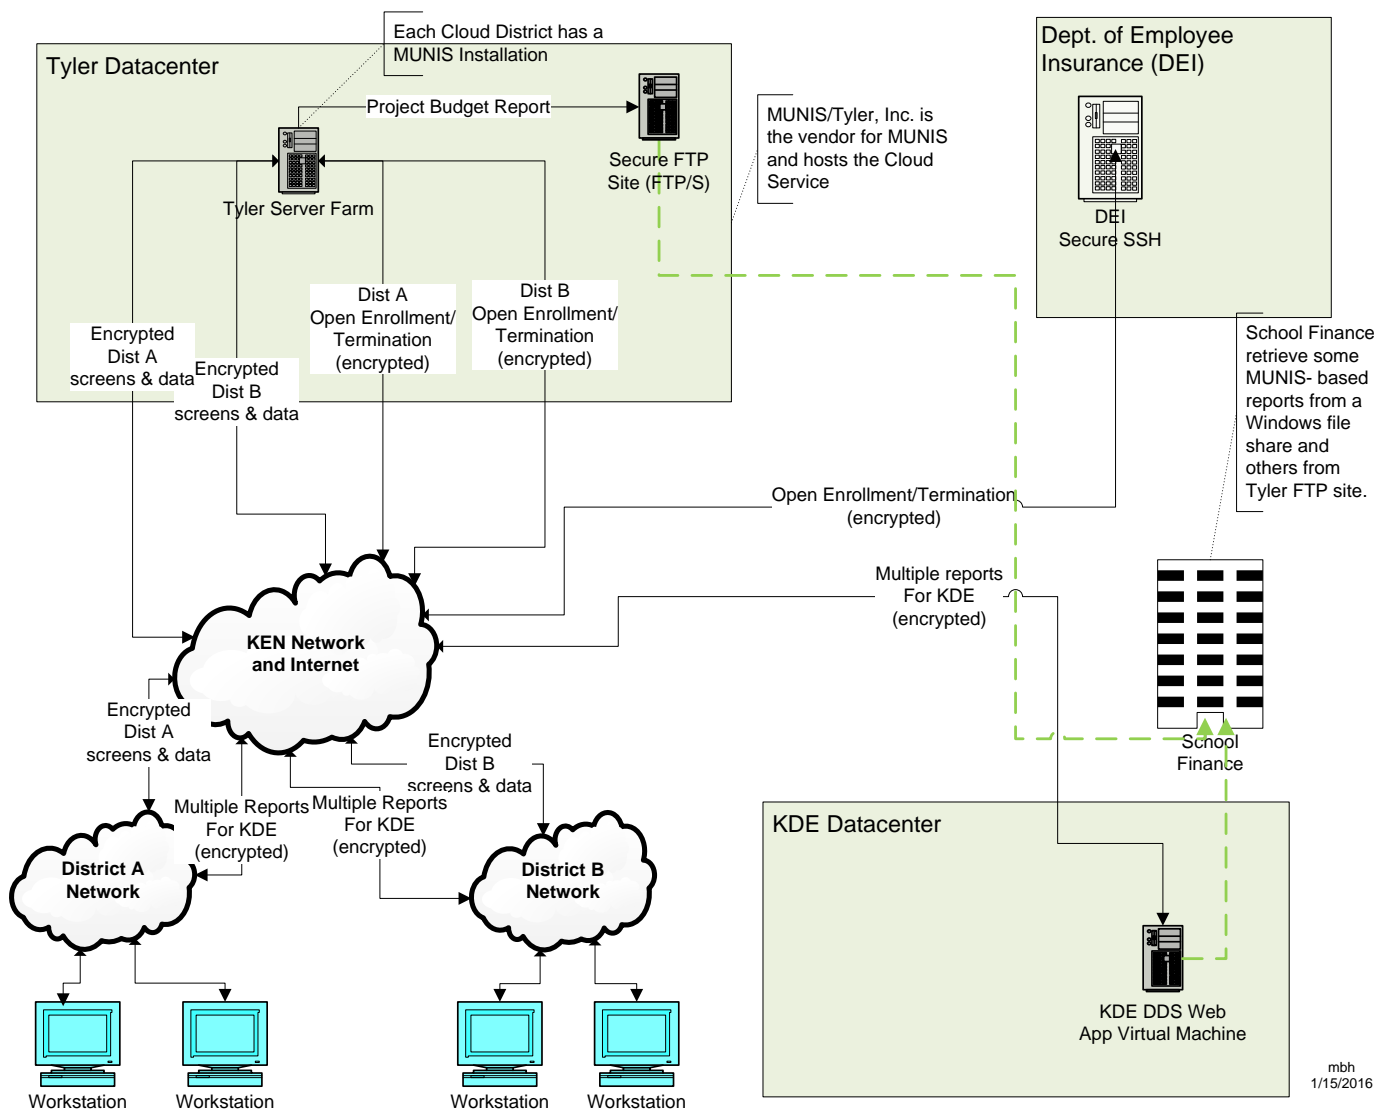 Each Cloud District has a
MUNIS Installation
Tyler Datacenter
Project Budget Report
Secure FTP
Site (FTP/S)
Tyler Server Farm
MUNIS/Tyler, Inc. is
the vendor for MUNIS
and hosts the Cloud
Service
Dept. of Employee
Insurance (DEI)
DEI
Secure SSH
Encrypted
Dist A
screens & data
Encrypted
Dist B
screens & data
Dist A
Open Enrollment/
Termination
(encrypted)
Dist B
Open Enrollment/
Termination
(encrypted)
School Finance
retrieve some
MUNIS- based
reports from a
Windows file
share and
others from
Tyler FTP site.
Open Enrollment/Termination
(encrypted)
Multiple reports
For KDE
(encrypted)
KEN Network
and Internet
Encrypted
Dist A
screens & data
Encrypted
Dist B
screens & data
School
Finance
Multiple Reports
For KDE
(encrypted)
Multiple Reports
For KDE
(encrypted)
KDE Datacenter
District A
Network
District B
Network
KDE DDS Web
App Virtual Machine
Workstation
Workstation
Workstation
Workstation
mbh
1/15/2016